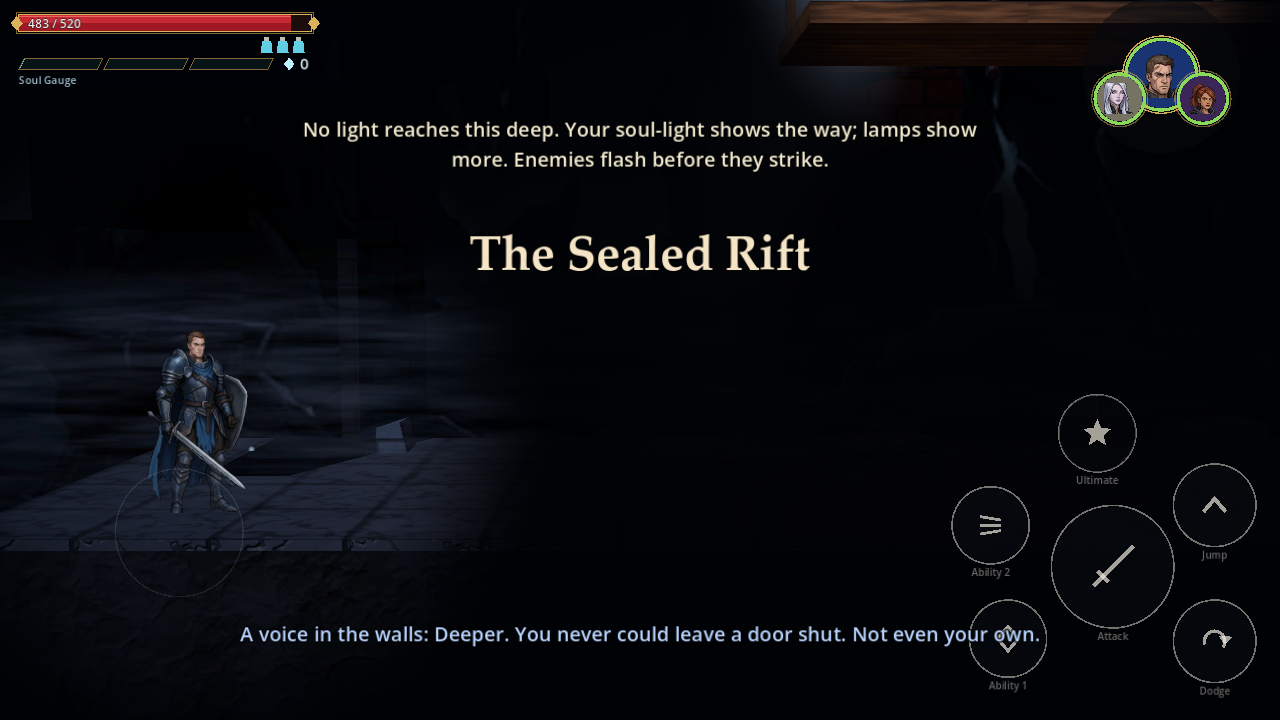 483 / 520
0
Soul Gauge
No light reaches this deep. Your soul-light shows the way; lamps show
more. Enemies flash before they strike.
The Sealed Rift
Ultimate
Ability 2
Jump
A voice in the walls: Deeper. You never could leave a door shut. Not even your own.
Attack
Ability 1
Dodge